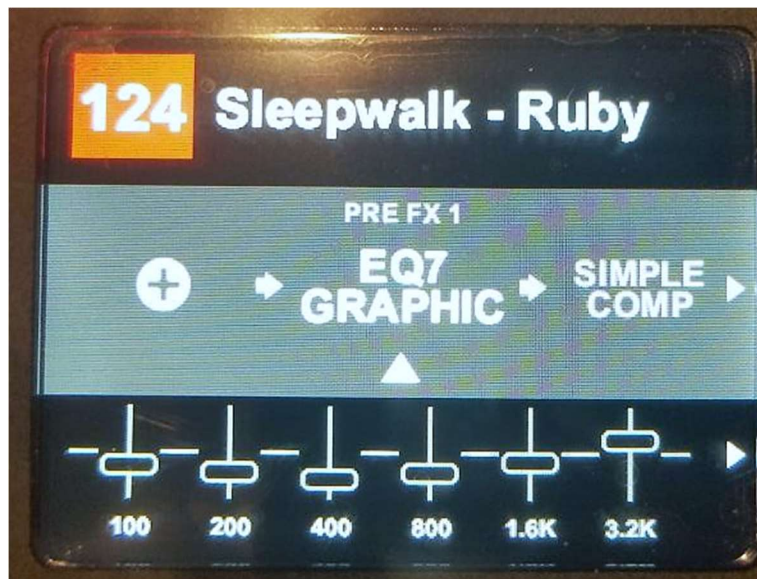 124 Sleepwalk - Ruby
PRE FX 1
EQ7
GRAPHIC
SIMPLE
COMP
100 200 400 800 1.6K 3.2K